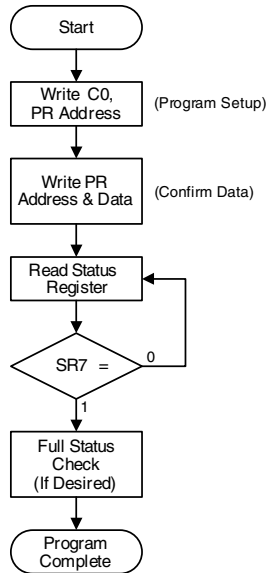 Start
Write C0,
PR Address
(Program Setup)
Write PR
Address & Data
(Confirm Data)
Read Status
Register
SR7 =
0
1
Full Status
Check
(If Desired)
Program
Complete